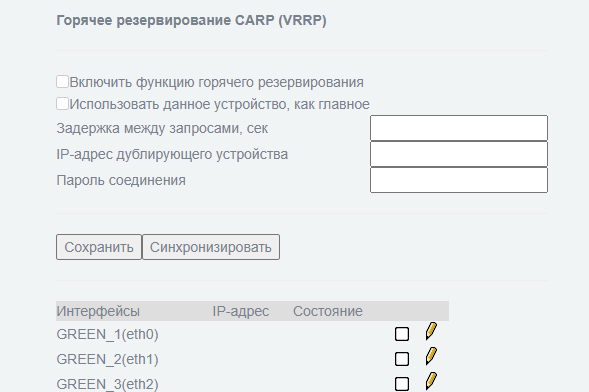 Горячее резервирование CARP (VRRP)
Включить функцию горячего резервирования
Использовать данное устройство, как главное
Задержка между запросами, сек
IP-адрес дублирующего устройства
Пароль соединения
Сохранить Синхронизировать
Интерфейсы IP-адрес Состояние
GREEN_1(eth0)
GREEN_2(eth1)
GREEN_3(eth2)